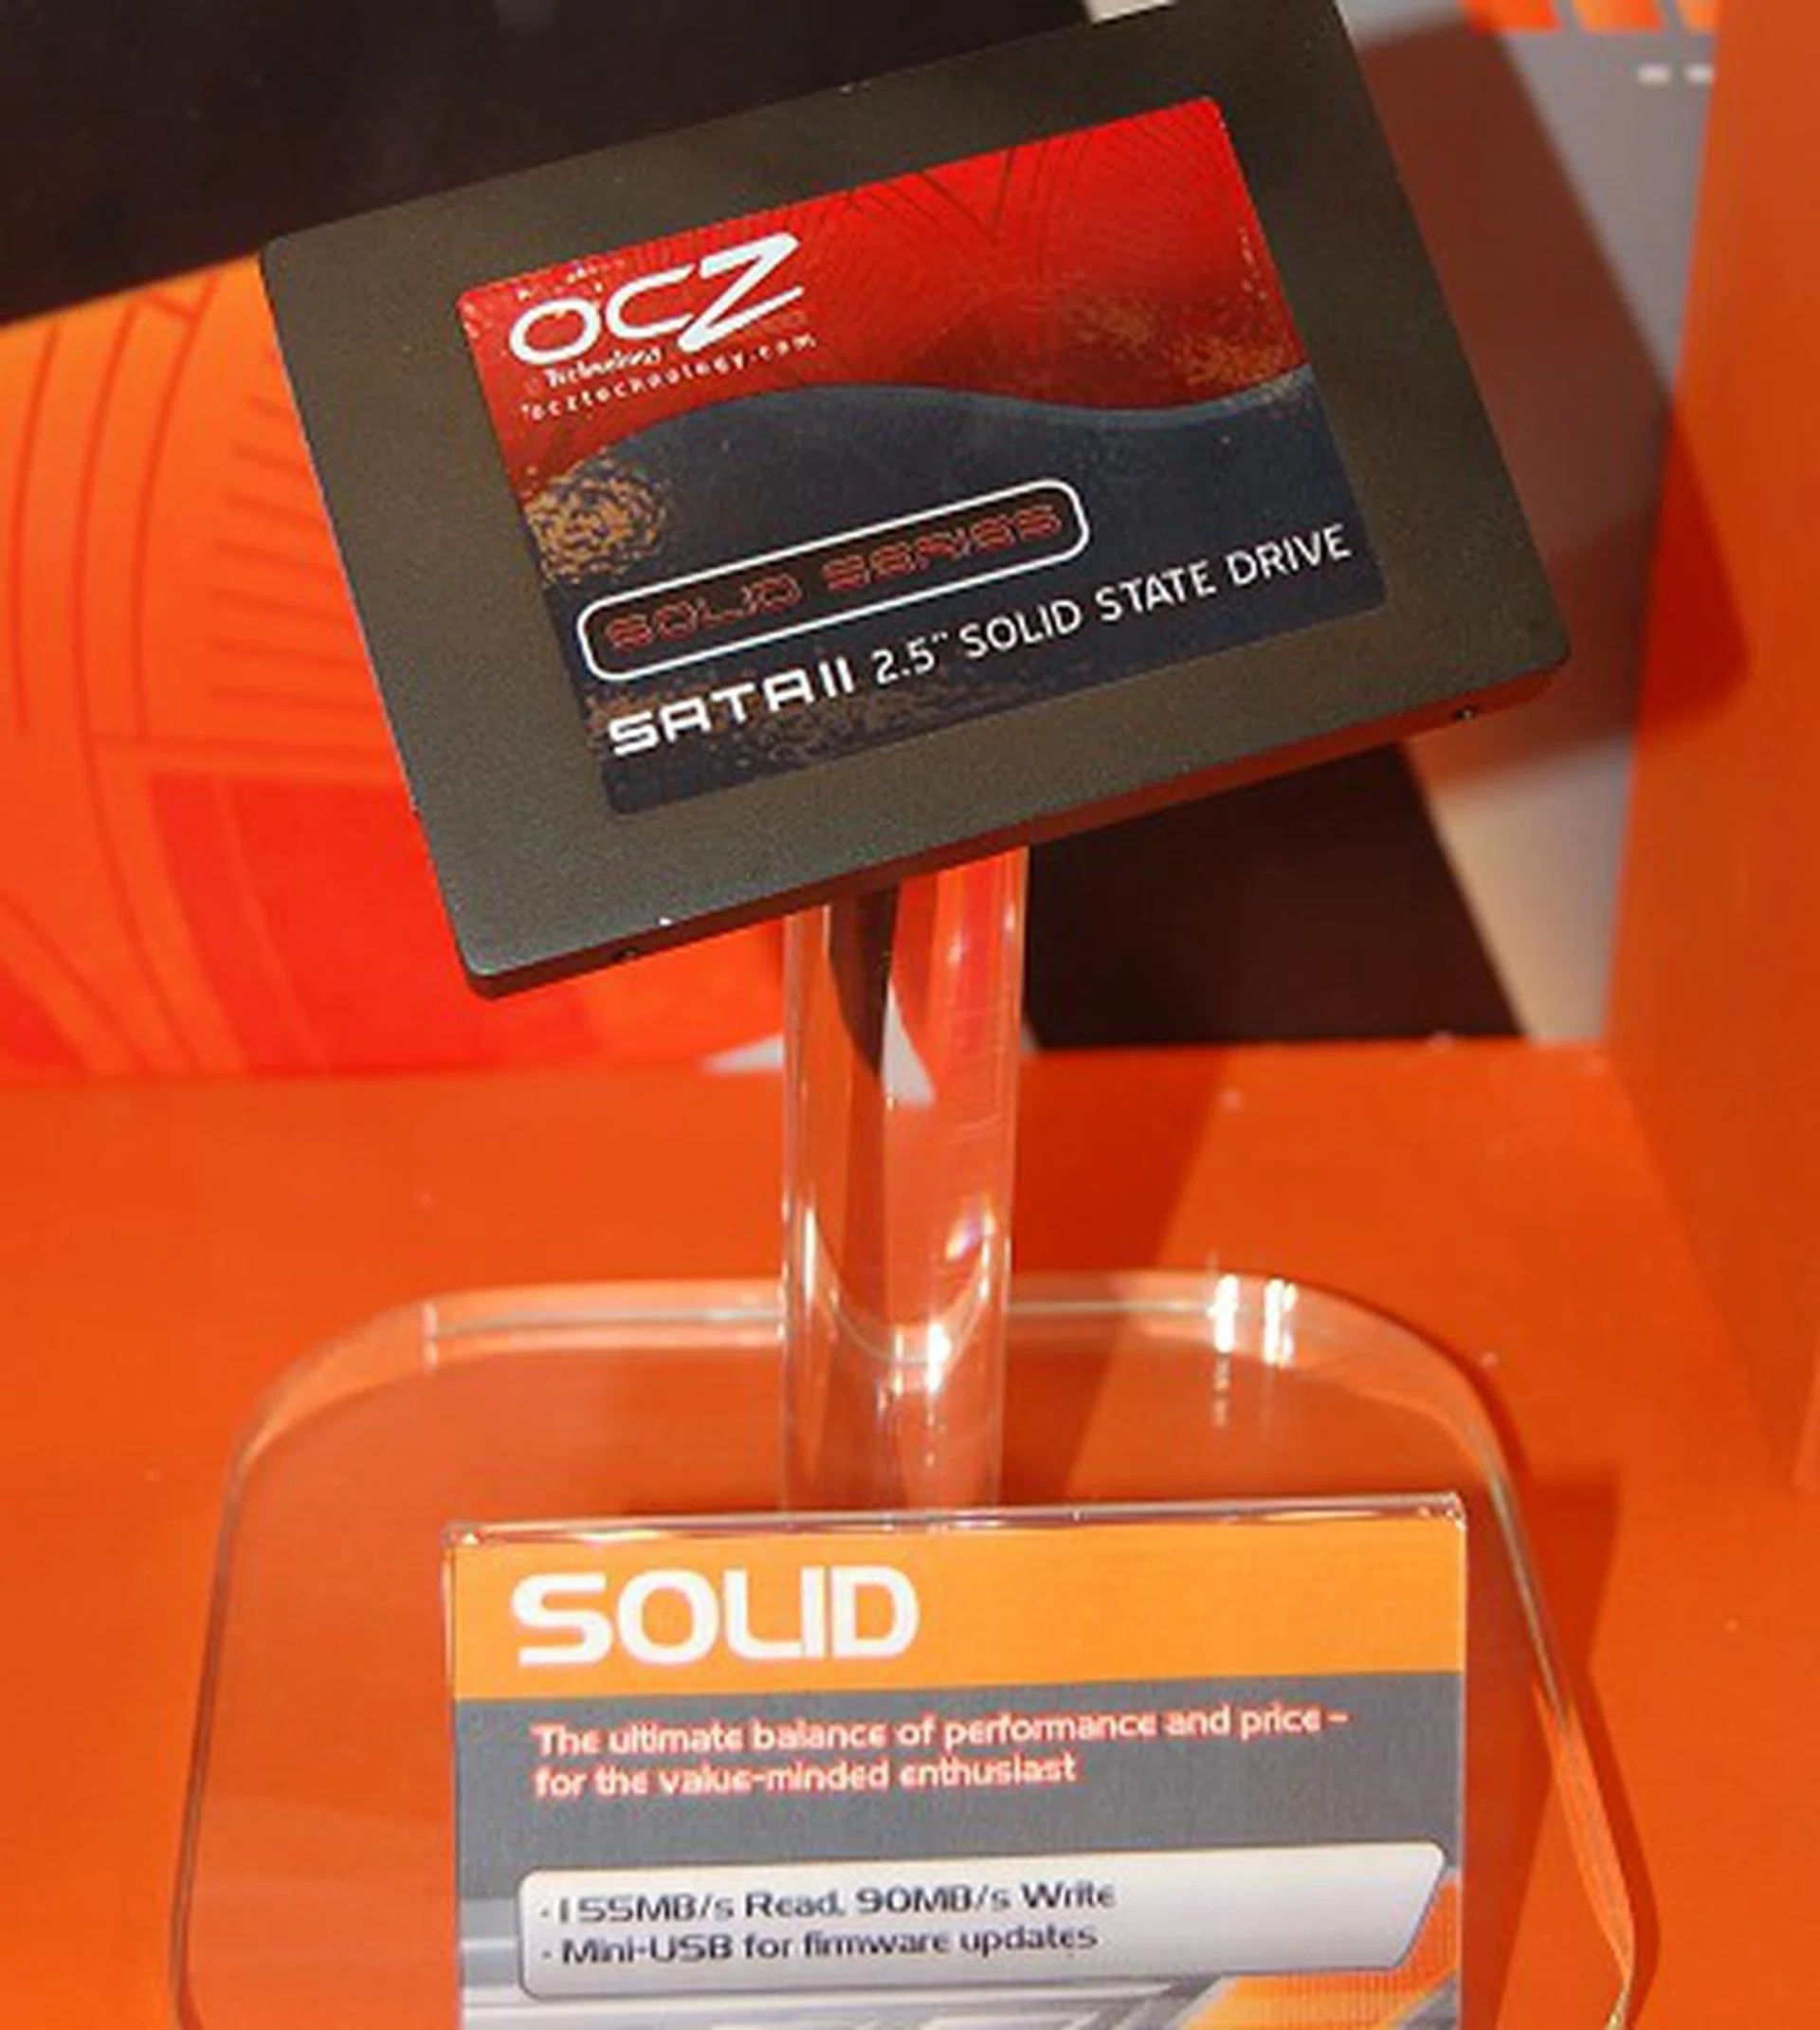 OCZ
Technology
ocztechnology.com
SOLID SERIES
SATA II 2.5" SOLID STATE DRIVE
SOLID
The ultimate balance of performance and price –
for the value-minded enthusiast
· 155MB/s Read, 90MB/s Write
· Mini-USB for firmware updates